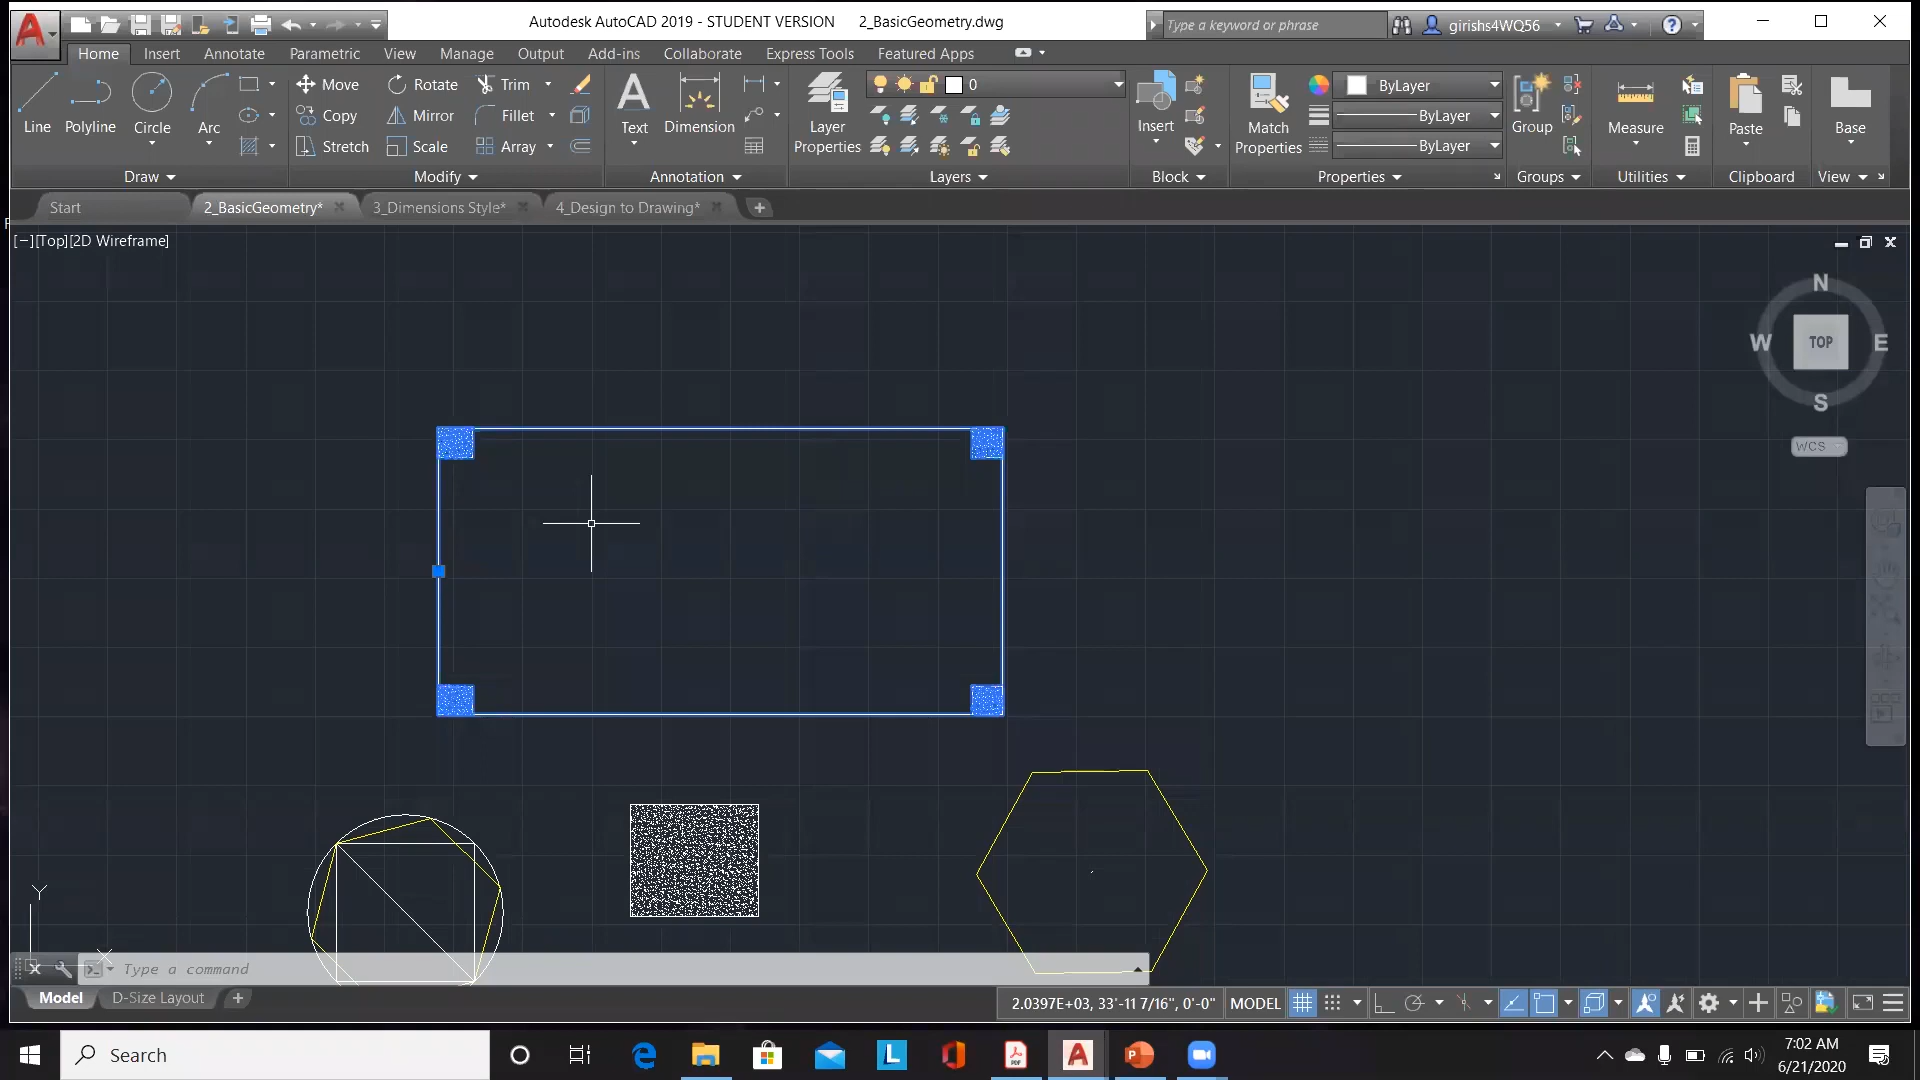 Autodesk AutoCAD 2019 - STUDENT VERSION 2_BasicGeometry.dwg
Type a keyword or phrase
girishs4WQ56
Home Insert Annotate Parametric View Manage Output Add-ins Collaborate Express Tools Featured Apps
Line Polyline Circle Arc
Move Rotate Trim
Copy Mirror Fillet
Stretch Scale Array
Text Dimension
Layer Properties
0
Insert
Match Properties
ByLayer
ByLayer
ByLayer
Group Measure Paste Base
Draw Modify Annotation Layers Block Properties Groups Utilities Clipboard View
Start 2_BasicGeometry* 3_Dimensions Style* 4_Design to Drawing*
[−][Top][2D Wireframe]
N
W TOP E
S
WCS
Y
X
Type a command
Model D-Size Layout
2.0397E+03, 33'-11 7/16", 0'-0" MODEL
Search
7:02 AM
6/21/2020